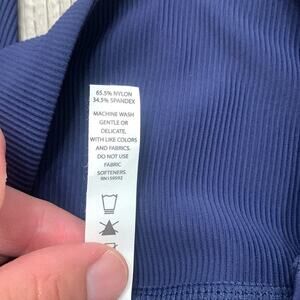 65.5% NYLON
34.5% SPANDEX
MACHINE WASH
GENTLE OR
DELICATE,
WITH LIKE COLORS
AND FABRICS.
DO NOT USE
FABRIC
SOFTENERS.
RN159592